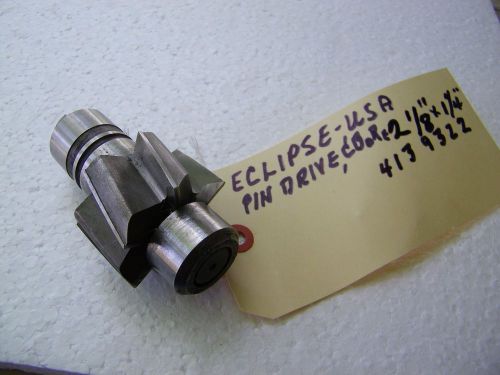 ECLIPSE-USA
PIN DRIVE, CBoRe 2 1/8" x 1 1/4"
413 9322